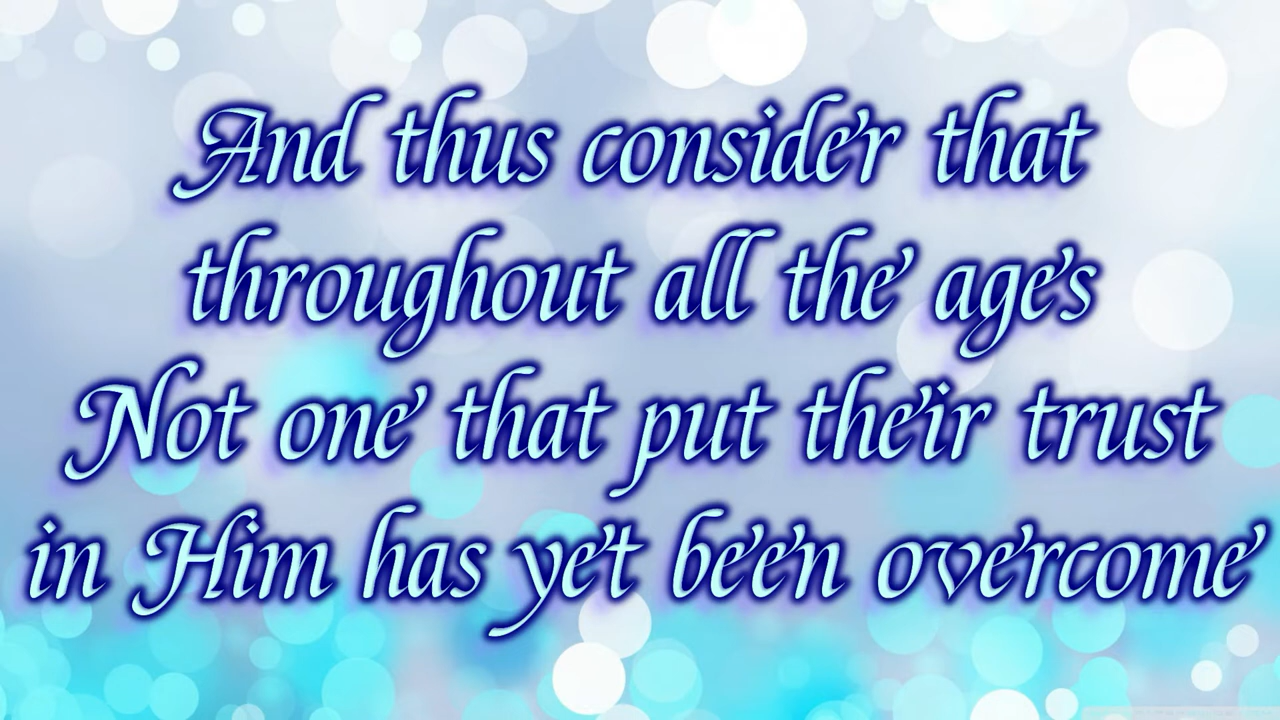 And thus consider that
throughout all the ages
Not one that put their trust
in Him has yet been overcome